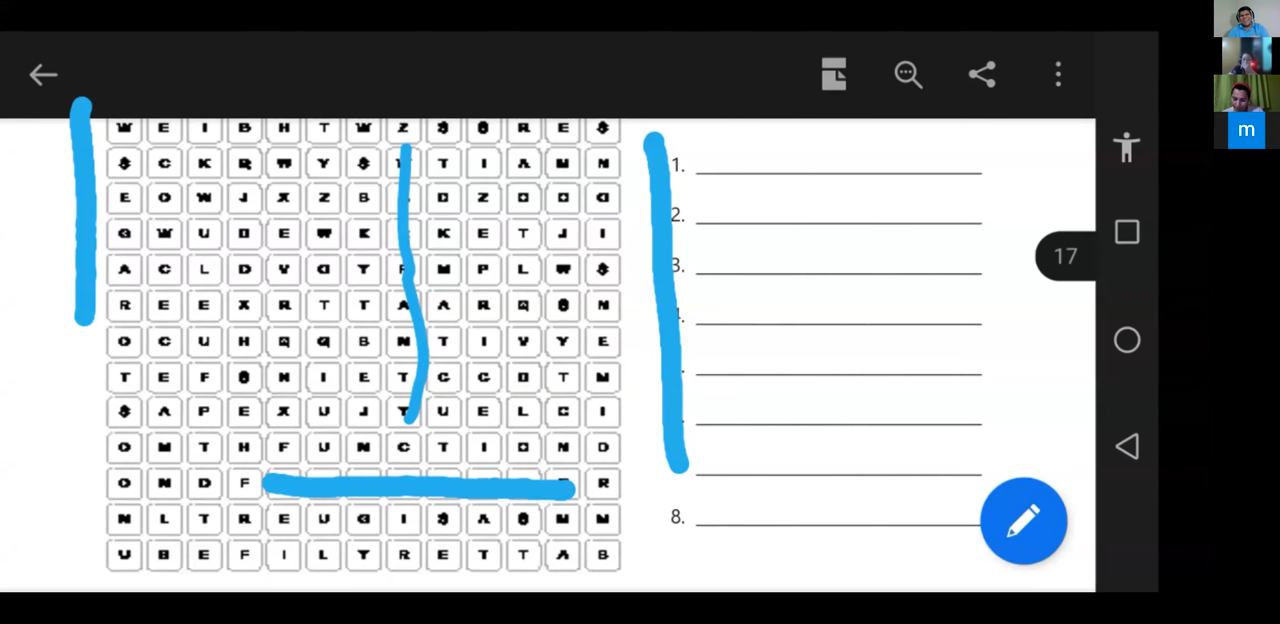 17
W E I B H T W Z S O R E S
S C K R W Y S T I A M N
E O W J X Z B D Z O O G
G W U D E W K K E T J I
A C L D V G Y M P L W S
R E E X R T T A A R Q O N
O C U H Q Q B N T I V Y E
T E F O N I E T G G D T M
S A P E X U J T U E L C I
O M T H F U N C T I O N D
O N D F R
N L T R E U G I S A O M M
U B E F I L Y R E T T A B
1.
2.
3.
8.
m